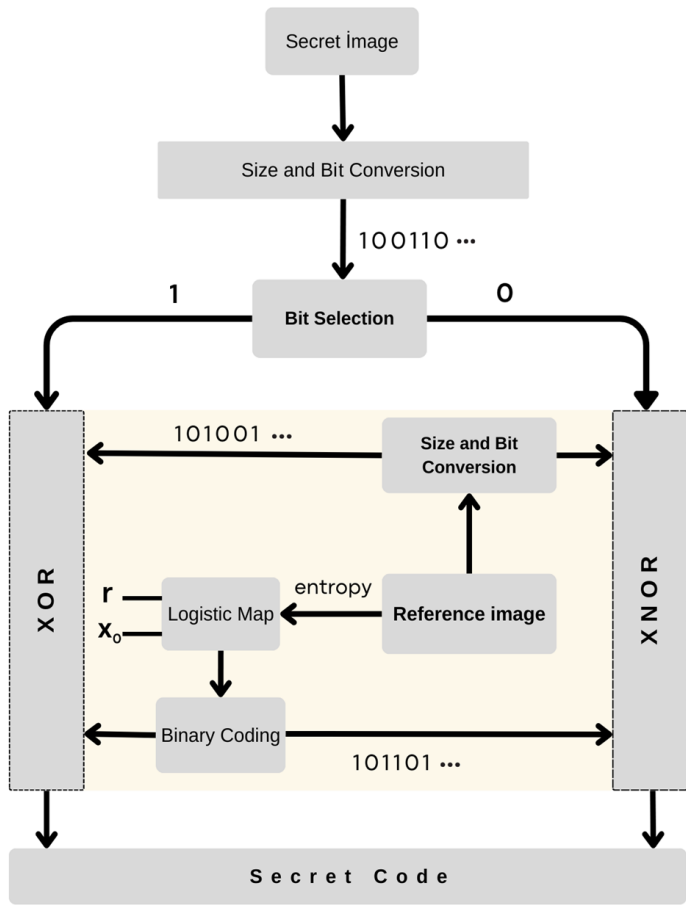 Secret İmage
Size and Bit Conversion
100110 •••
1
0
Bit Selection
101001 •••
Size and Bit
Conversion
XOR
XNOR
r
x₀
Logistic Map
entropy
Reference image
Binary Coding
101101 •••
Secret Code